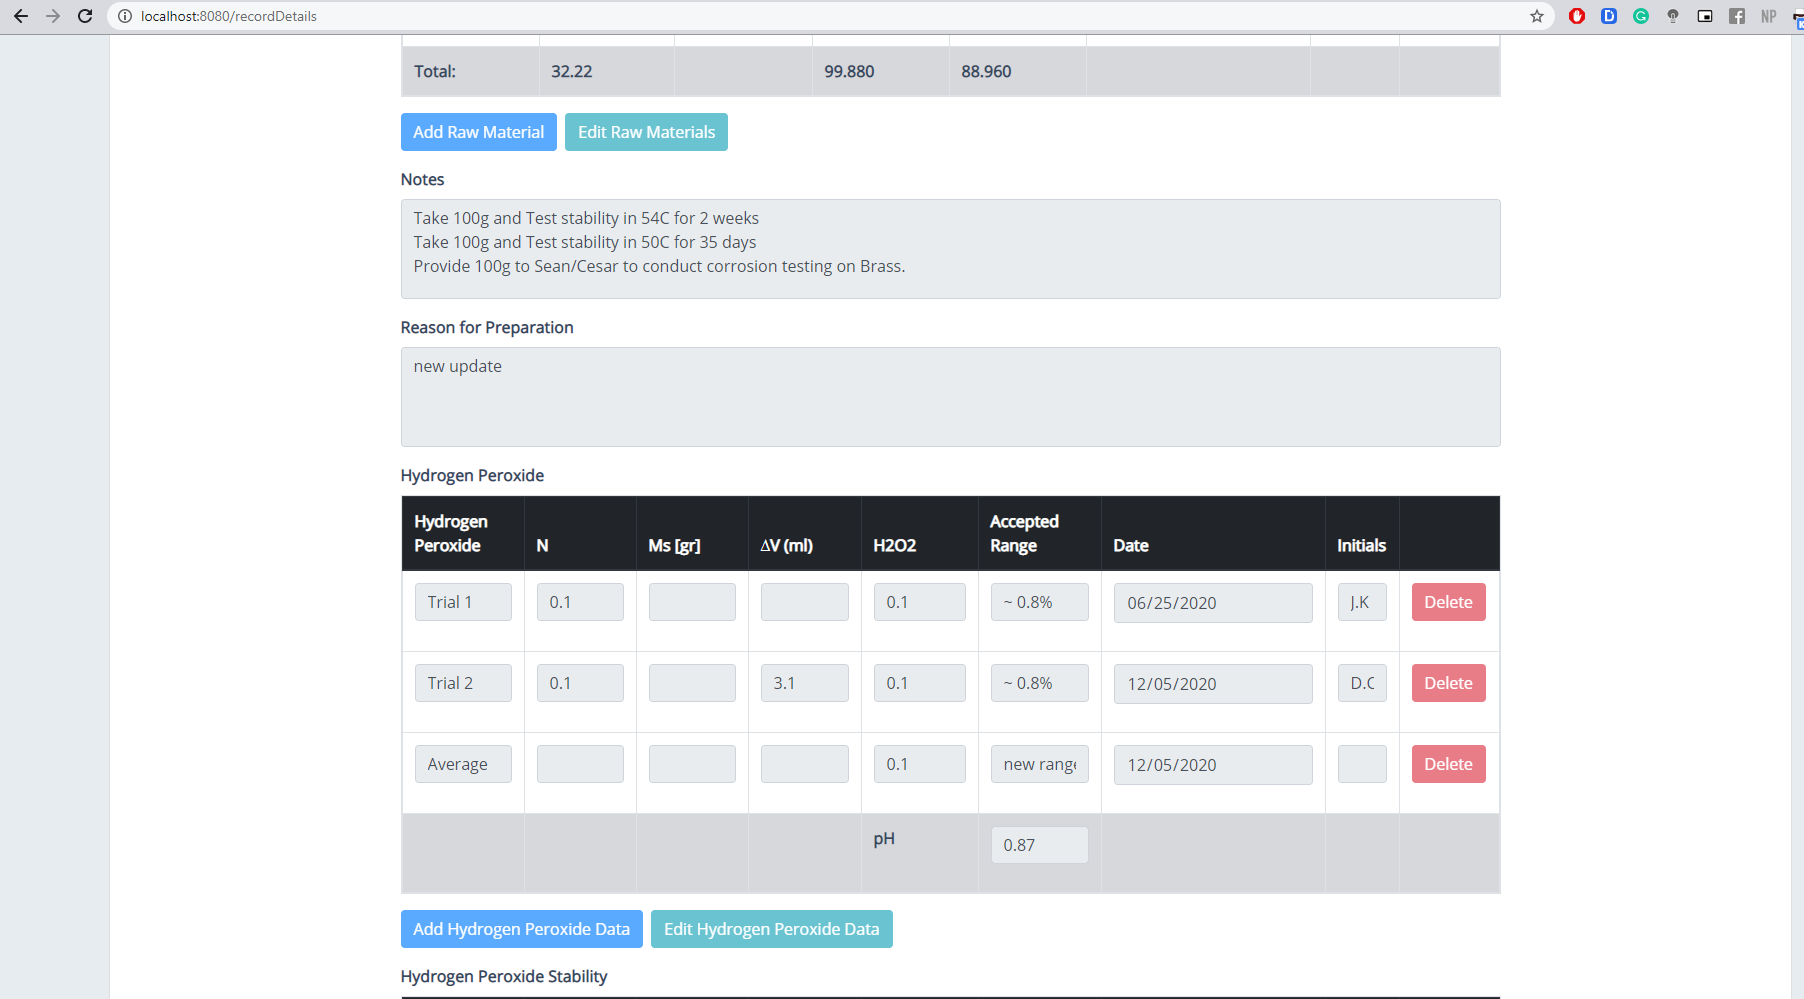 localhost:8080/recordDetails
NP
Total: 32.22 99.880 88.960
Add Raw Material Edit Raw Materials
Notes
Take 100g and Test stability in 54C for 2 weeks
Take 100g and Test stability in 50C for 35 days
Provide 100g to Sean/Cesar to conduct corrosion testing on Brass.
Reason for Preparation
new update
Hydrogen Peroxide
Hydrogen Peroxide N Ms [gr] ΔV (ml) H2O2 Accepted Range Date Initials
Trial 1 0.1 0.1 ~ 0.8% 06/25/2020 J.K Delete
Trial 2 0.1 3.1 0.1 ~ 0.8% 12/05/2020 D.C Delete
Average 0.1 new range 12/05/2020 Delete
pH 0.87
Add Hydrogen Peroxide Data Edit Hydrogen Peroxide Data
Hydrogen Peroxide Stability